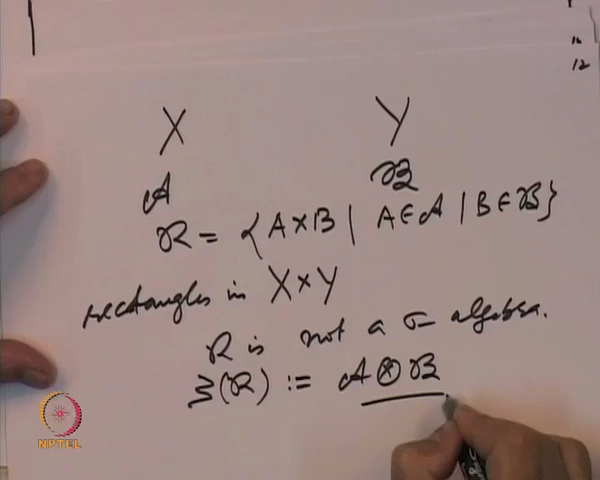 X Y
𝒜 ℬ
ℛ = {A×B | A∈𝒜 | B∈ℬ}
rectangles in X×Y
ℛ is not a σ- algebra.
Ξ(ℛ) := 𝒜⊗ℬ
NPTEL